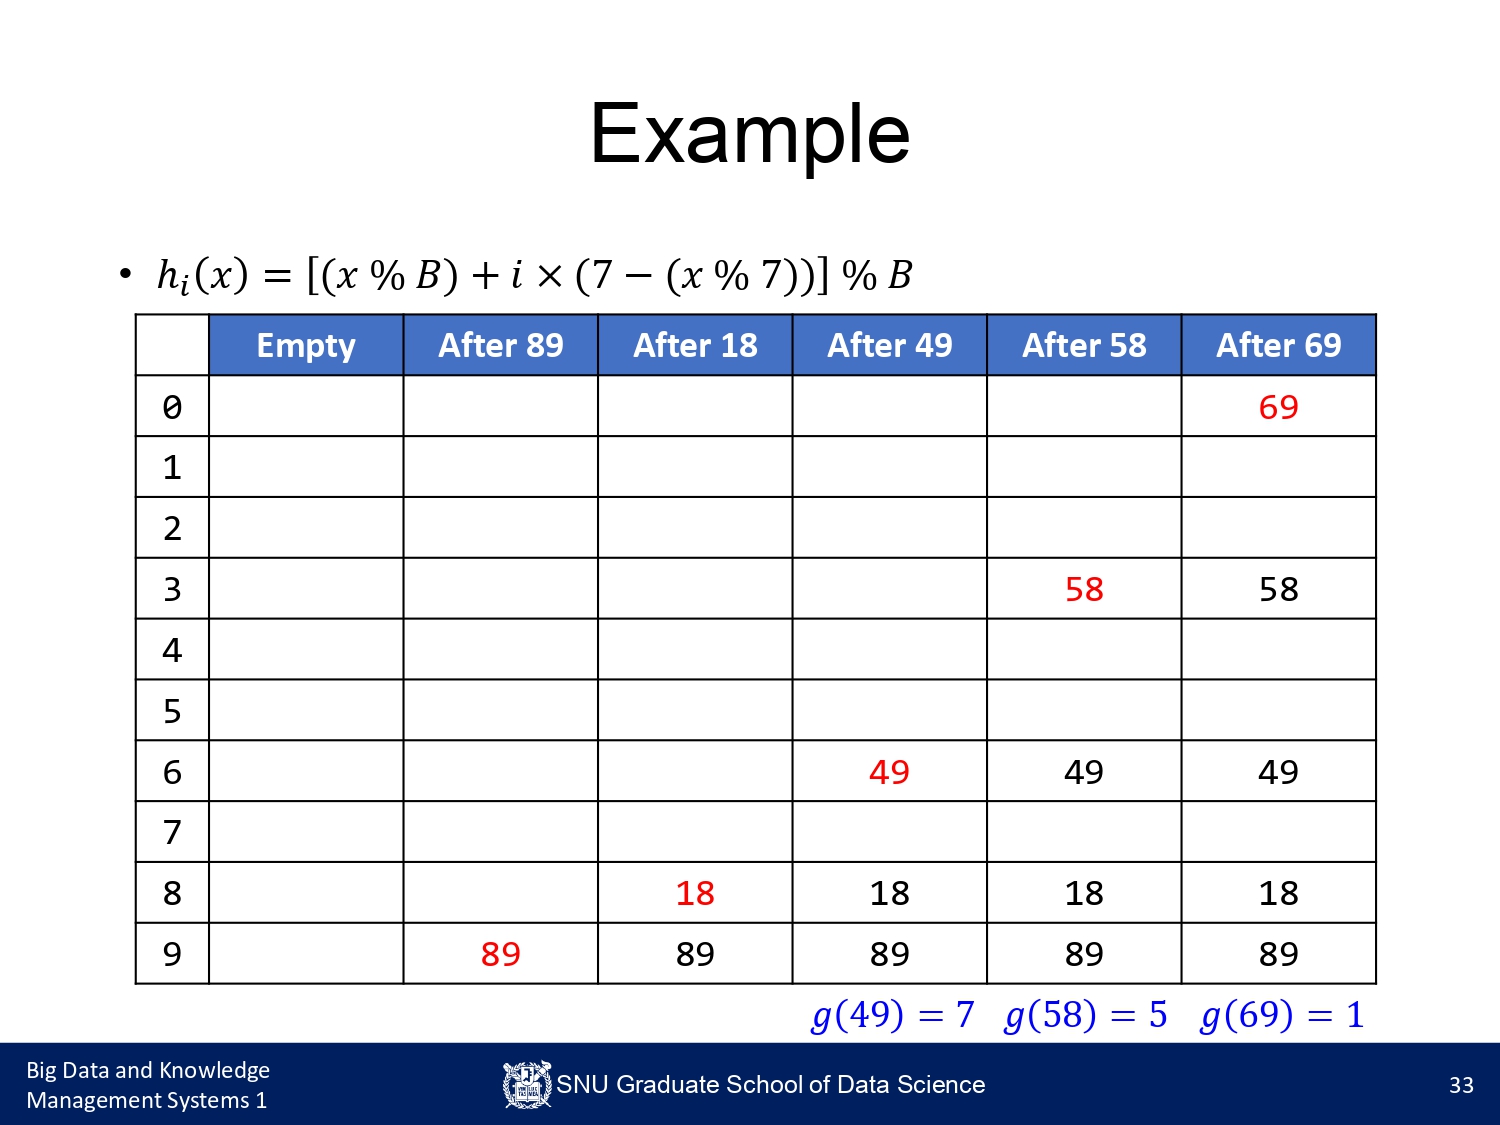 Example
• hᵢ(x) = [(x % B) + i × (7 − (x % 7))] % B
Empty After 89 After 18 After 49 After 58 After 69
0 69
1
2
3 58 58
4
5
6 49 49 49
7
8 18 18 18 18
9 89 89 89 89 89
g(49) = 7 g(58) = 5 g(69) = 1
Big Data and Knowledge
Management Systems 1
SNU Graduate School of Data Science
33